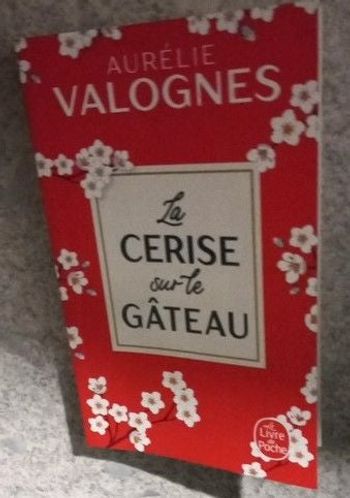 AURÉLIE
VALOGNES
La
CERISE
sur le
GÂTEAU
Le
Livre
de
Poche